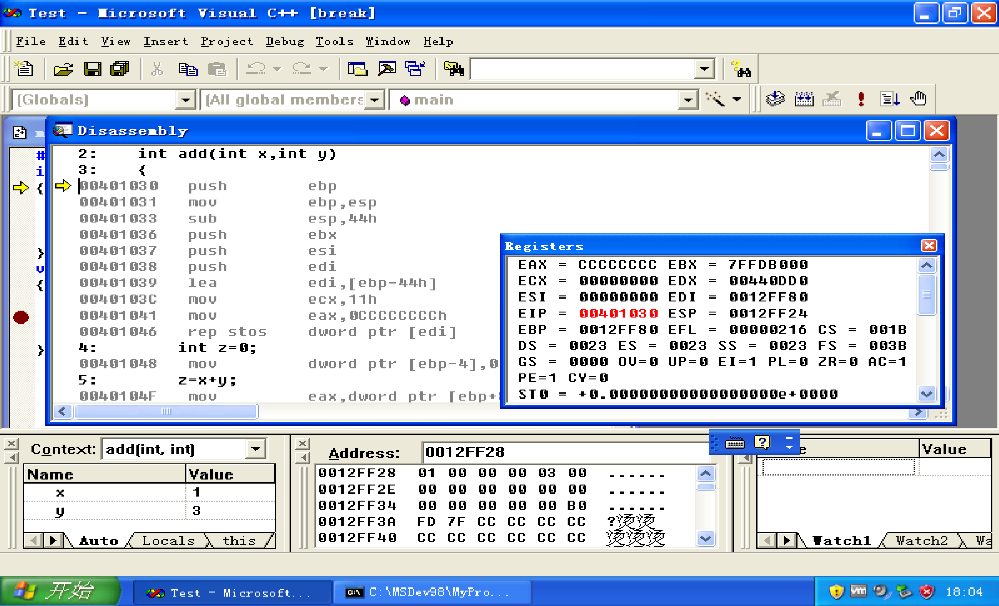 Test - Microsoft Visual C++ [break]
File Edit View Insert Project Debug Tools Window Help
(Globals) (All global members main
Disassembly
#
i
{
}
v
{
}
2: int add(int x,int y)
3: {
00401030 push ebp
00401031 mov ebp,esp
00401033 sub esp,44h
00401036 push ebx
00401037 push esi
00401038 push edi
00401039 lea edi,[ebp-44h]
0040103C mov ecx,11h
00401041 mov eax,0CCCCCCCCh
00401046 rep stos dword ptr [edi]
4: int z=0;
00401048 mov dword ptr [ebp-4],0
5: z=x+y;
0040104F mov eax,dword ptr [ebp+
Registers
EAX = CCCCCCCC EBX = 7FFDB000
ECX = 00000000 EDX = 00440DD0
ESI = 00000000 EDI = 0012FF80
EIP = 00401030 ESP = 0012FF24
EBP = 0012FF80 EFL = 00000216 CS = 001B
DS = 0023 ES = 0023 SS = 0023 FS = 003B
GS = 0000 OV=0 UP=0 EI=1 PL=0 ZR=0 AC=1
PE=1 CY=0
ST0 = +0.00000000000000000e+0000
Context: add(int, int)
Name Value
x 1
y 3
Auto Locals this
Address: 0012FF28
0012FF28 01 00 00 00 03 00 ......
0012FF2E 00 00 00 00 00 00 ......
0012FF34 00 00 00 00 00 B0 ......
0012FF3A FD 7F CC CC CC CC ?烫烫
0012FF40 CC CC CC CC CC CC 烫烫烫
e Value
Watch1 Watch2 Wa
开始 Test - Microsoft... C:\MSDev98\MyPro... 18:04